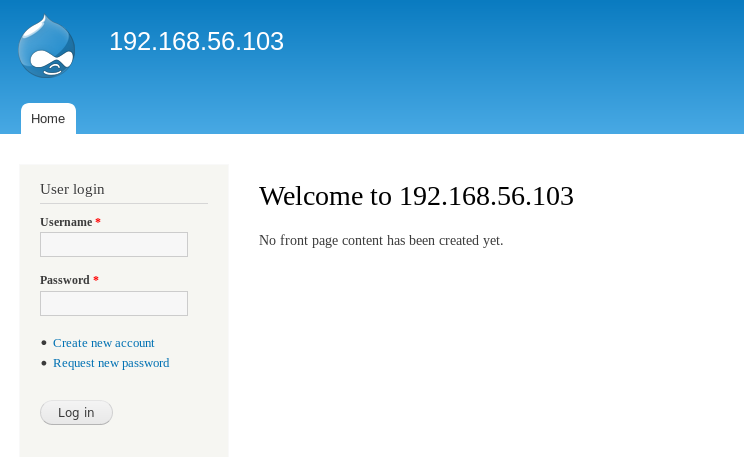 192.168.56.103
Home
User login
Username *
Password *
Create new account
Request new password
Log in
Welcome to 192.168.56.103
No front page content has been created yet.